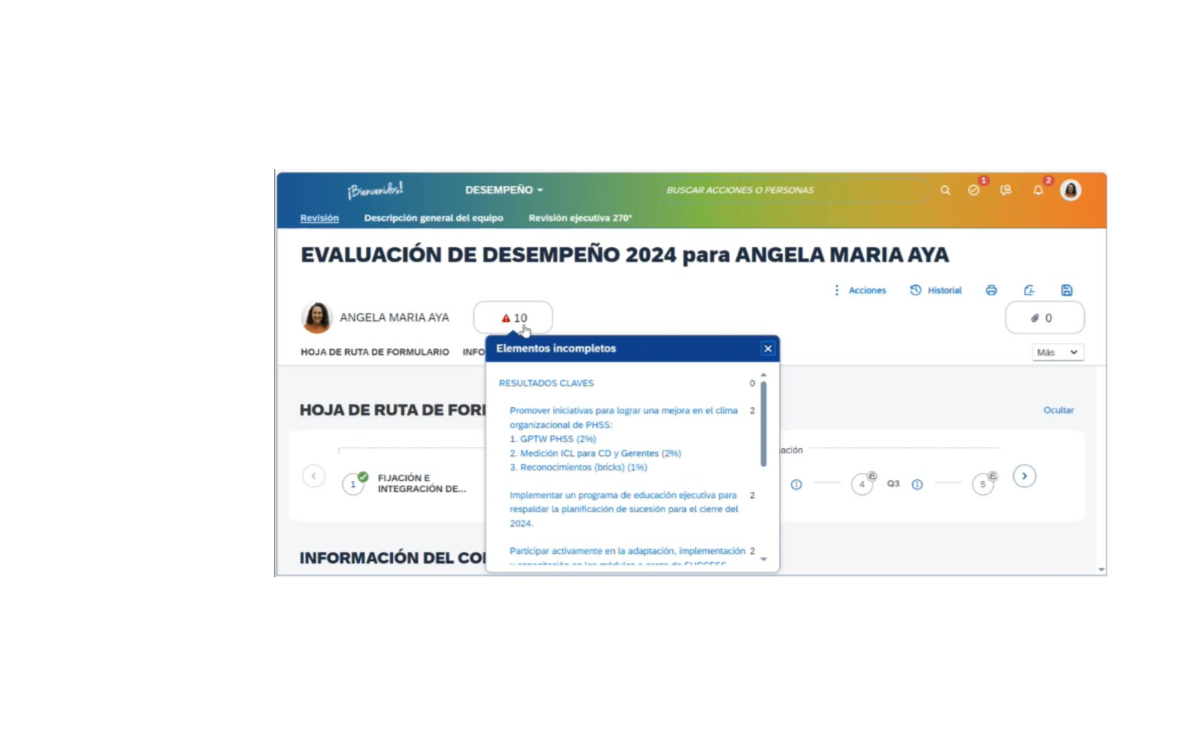 ¡Bienvenidos!
DESEMPEÑO
BUSCAR ACCIONES O PERSONAS
1
2
Revisión
Descripción general del equipo
Revisión ejecutiva 270°
EVALUACIÓN DE DESEMPEÑO 2024 para ANGELA MARIA AYA
Acciones
Historial
ANGELA MARIA AYA
10
0
HOJA DE RUTA DE FORMULARIO
INFO
Más
Elementos incompletos
RESULTADOS CLAVES 0
Promover iniciativas para lograr una mejora en el clima 2
organizacional de PHSS:
1. GPTW PHSS (2%)
2. Medición ICL para CD y Gerentes (2%)
3. Reconocimientos (bricks) (1%)
Implementar un programa de educación ejecutiva para 2
respaldar la planificación de sucesión para el cierre del
2024.
Participar activamente en la adaptación, implementación 2
HOJA DE RUTA DE FOR
Ocultar
ación
1
FIJACIÓN E
INTEGRACIÓN DE...
4
Q3
5
INFORMACIÓN DEL CO